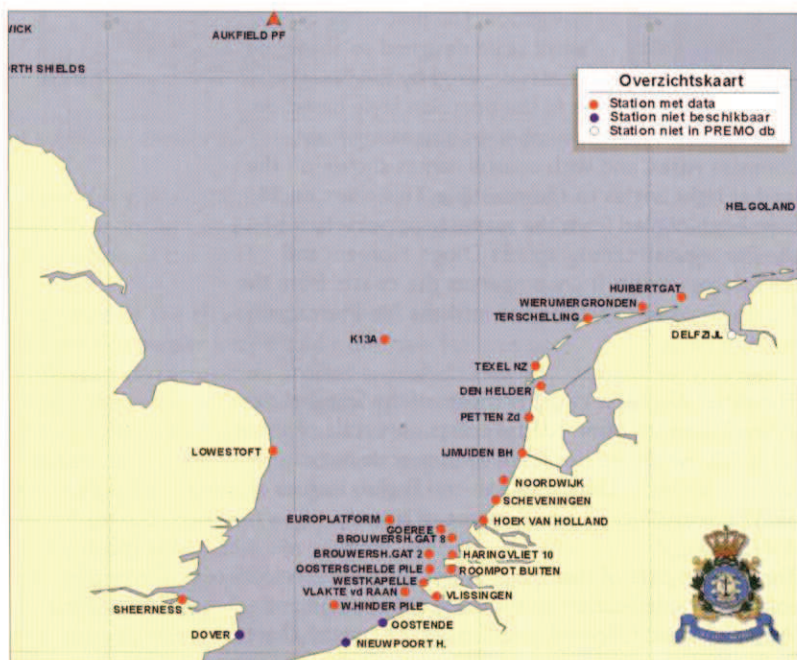 WICK
AUKFIELD PF
ORTH SHIELDS
Overzichtskaart
Station met data
Station niet beschikbaar
Station niet in PREMO db
HELGOLAND
HUIBERTGAT
WIERUMERGRONDEN
TERSCHELLING
DELFZIJL
K13A
TEXEL NZ
DEN HELDER
PETTEN Zd
LOWESTOFT
IJMUIDEN BH
NOORDWIJK
SCHEVENINGEN
EUROPLATFORM
HOEK VAN HOLLAND
GOEREE
BROUWERSH.GAT 8
BROUWERSH.GAT 2
HARINGVLIET 10
OOSTERSCHELDE PILE
ROOMPOT BUITEN
WESTKAPELLE
VLAKTE vd RAAN
VLISSINGEN
SHEERNESS
W.HINDER PILE
OOSTENDE
DOVER
NIEUWPOORT H.